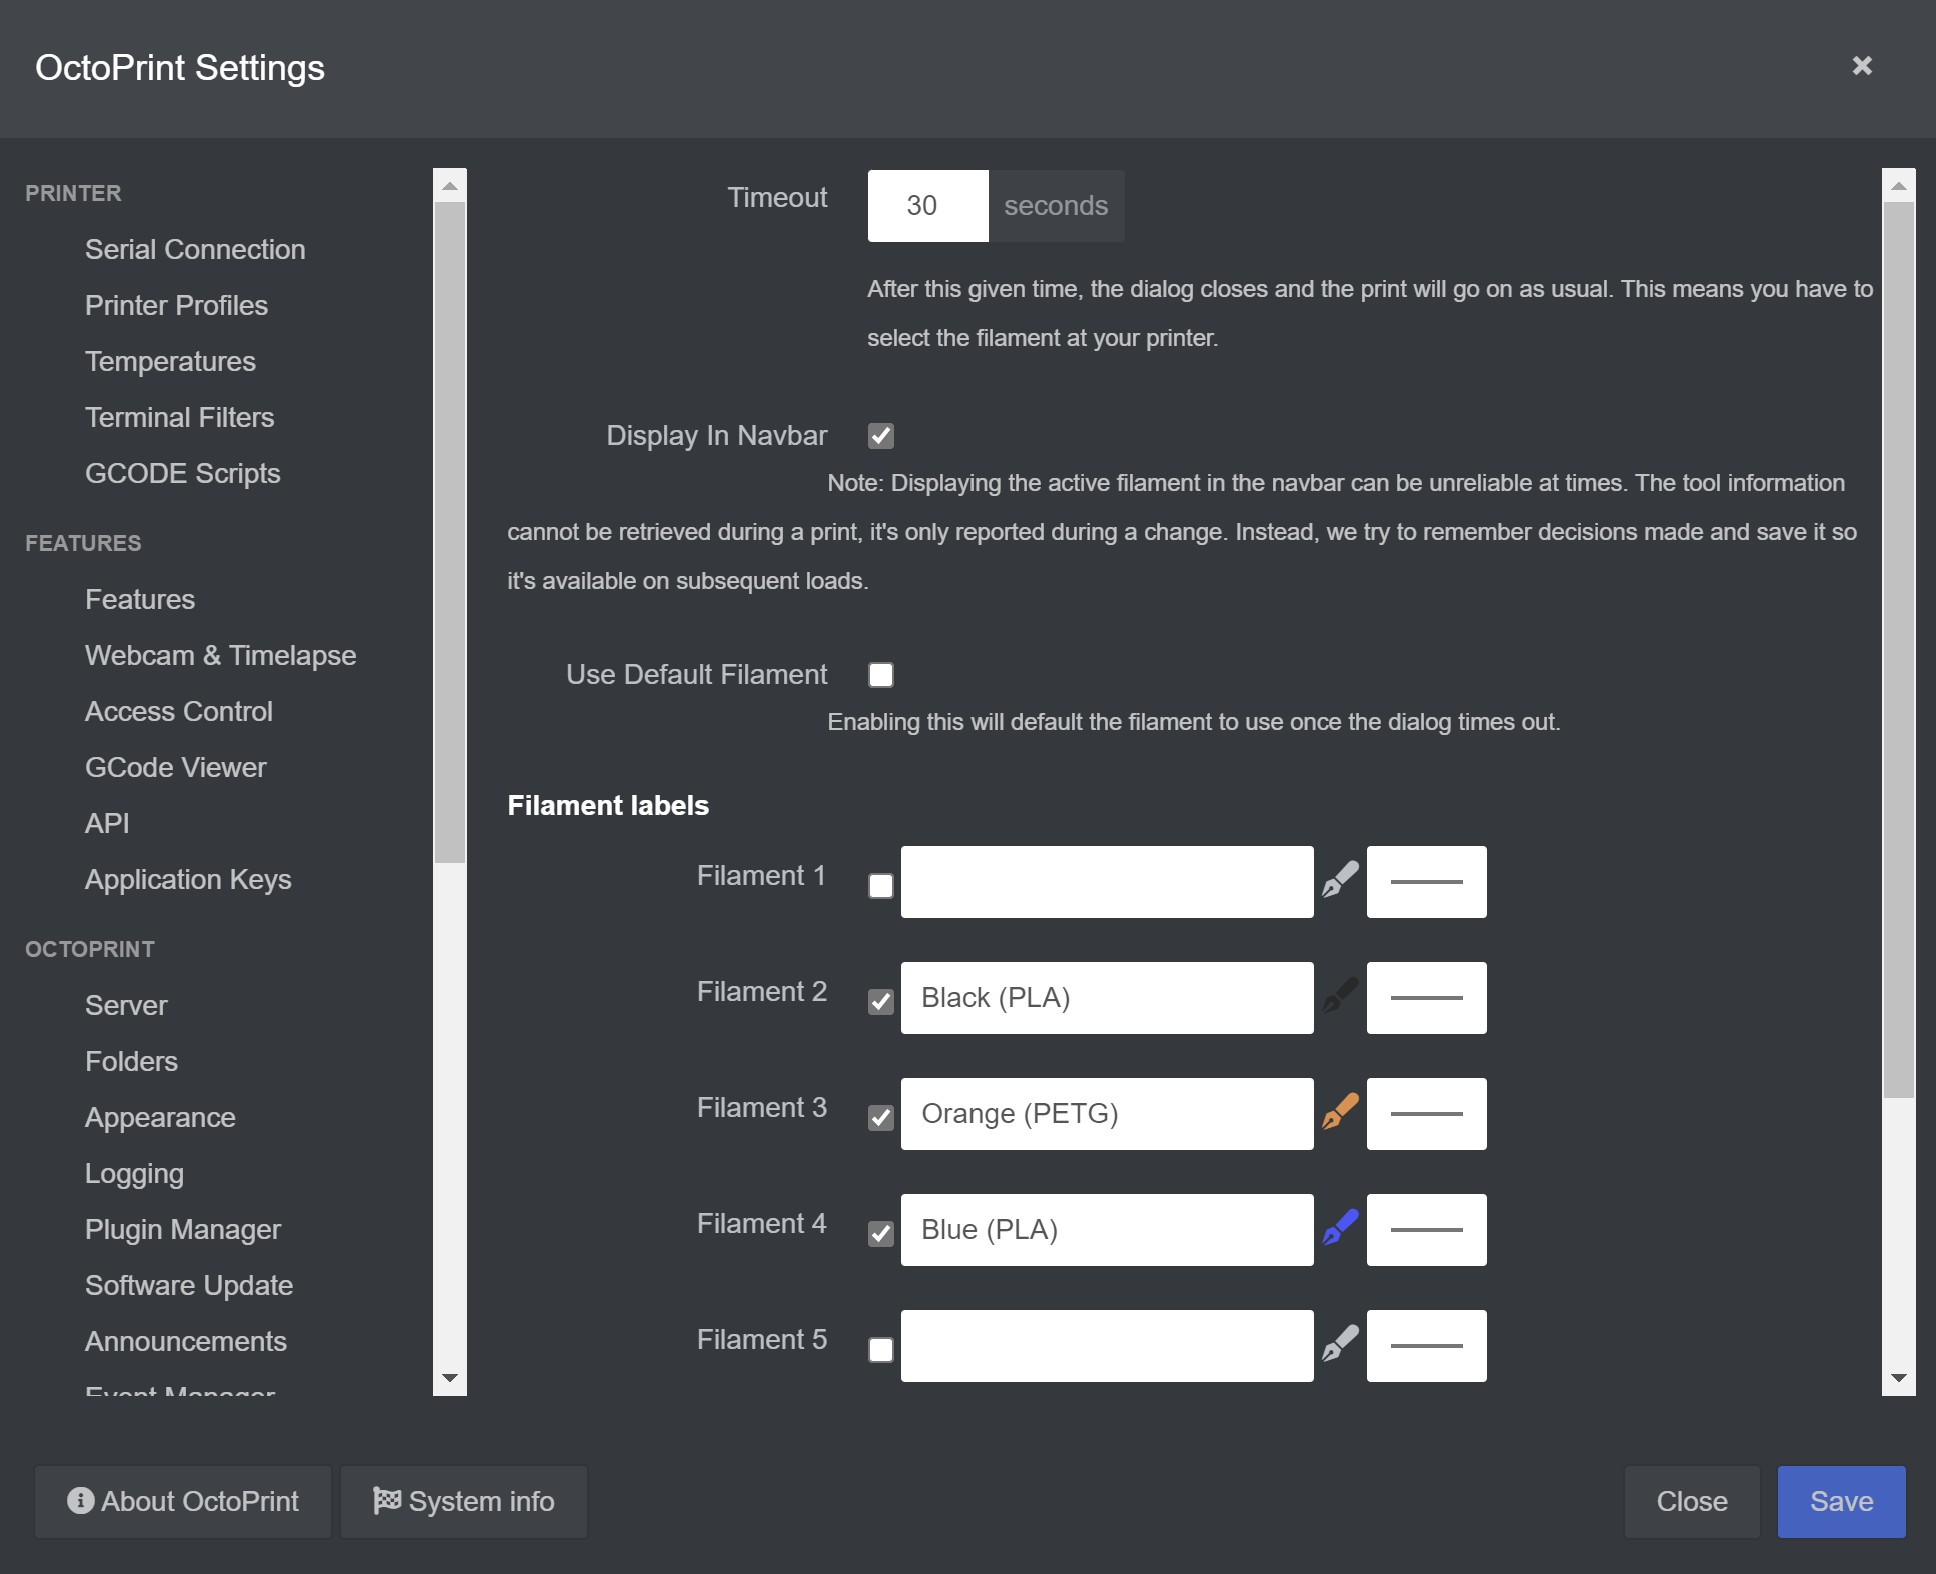 OctoPrint Settings
PRINTER
Serial Connection
Printer Profiles
Temperatures
Terminal Filters
GCODE Scripts
FEATURES
Features
Webcam & Timelapse
Access Control
GCode Viewer
API
Application Keys
OCTOPRINT
Server
Folders
Appearance
Logging
Plugin Manager
Software Update
Announcements
Event Manager
Timeout 30 seconds
After this given time, the dialog closes and the print will go on as usual. This means you have to
select the filament at your printer.
Display In Navbar
Note: Displaying the active filament in the navbar can be unreliable at times. The tool information
cannot be retrieved during a print, it's only reported during a change. Instead, we try to remember decisions made and save it so
it's available on subsequent loads.
Use Default Filament
Enabling this will default the filament to use once the dialog times out.
Filament labels
Filament 1
Filament 2 Black (PLA)
Filament 3 Orange (PETG)
Filament 4 Blue (PLA)
Filament 5
About OctoPrint System info Close Save